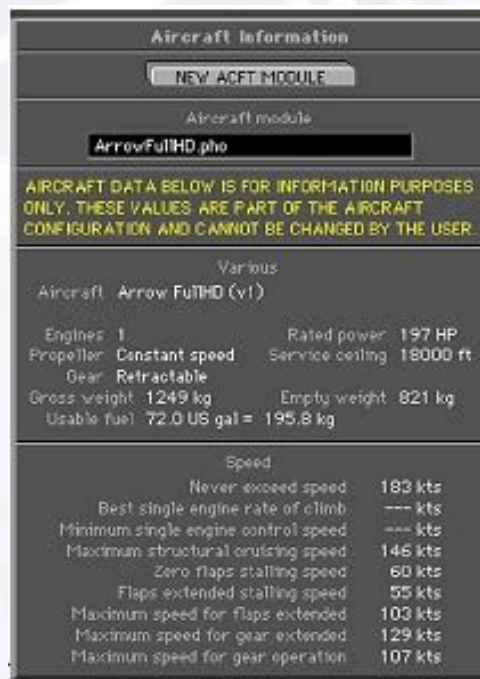 Aircraft Information
NEW ACFT MODULE
Aircraft module
ArrowFullHD.pho
AIRCRAFT DATA BELOW IS FOR INFORMATION PURPOSES
ONLY. THESE VALUES ARE PART OF THE AIRCRAFT
CONFIGURATION AND CANNOT BE CHANGED BY THE USER.
Various
Aircraft Arrow FullHD (v1)
Engines 1 Rated power 197 HP
Propeller Constant speed Service ceiling 18000 ft
Gear Retractable
Gross weight 1249 kg Empty weight 821 kg
Usable fuel 72.0 US gal = 195.8 kg
Speed
Never exceed speed 183 kts
Best single engine rate of climb --- kts
Minimum single engine control speed --- kts
Maximum structural cruising speed 146 kts
Zero flaps stalling speed 60 kts
Flaps extended stalling speed 55 kts
Maximum speed for flaps extended 103 kts
Maximum speed for gear extended 129 kts
Maximum speed for gear operation 107 kts